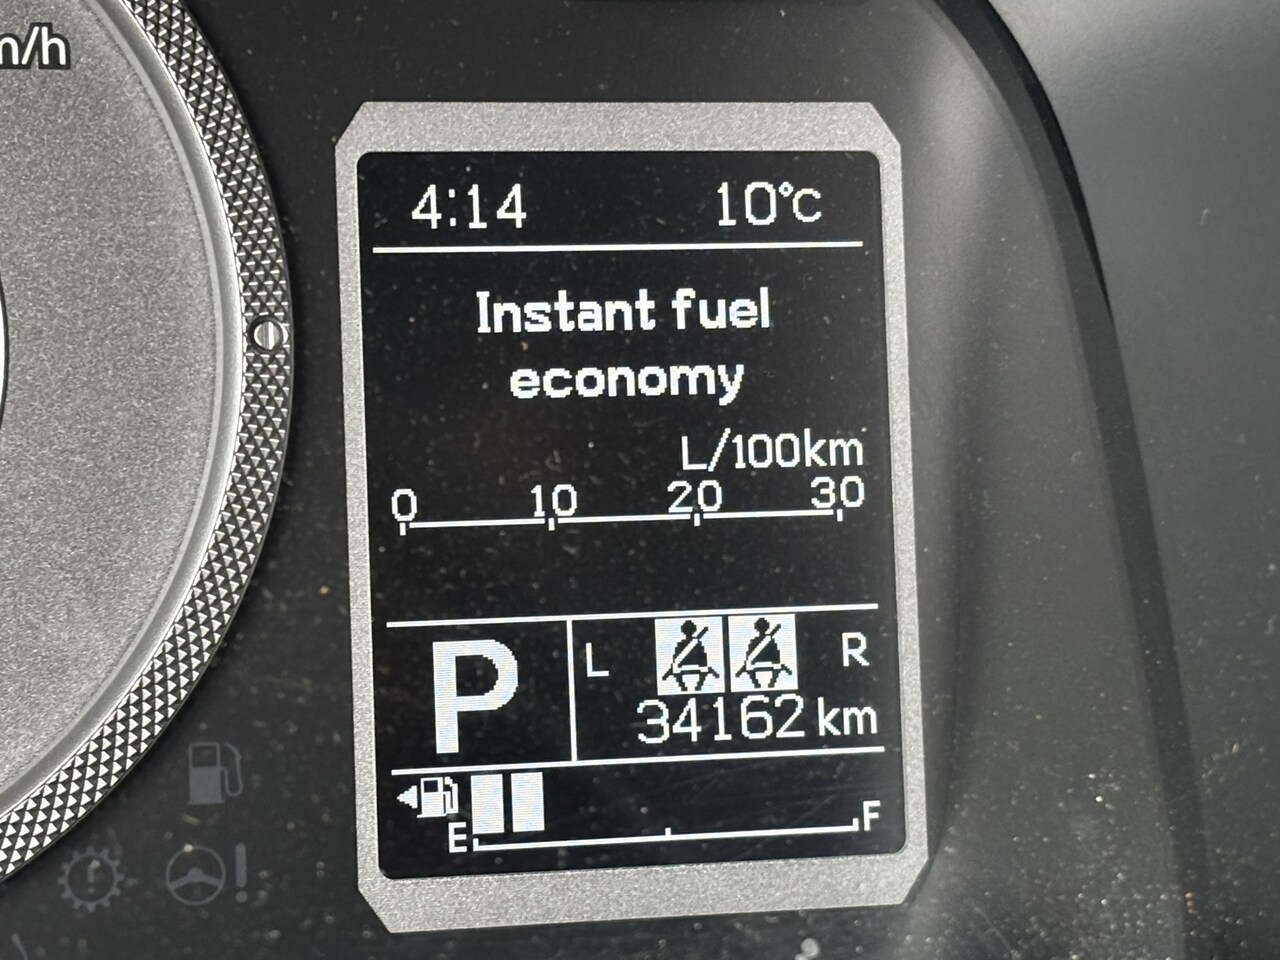 m/h
4:14 10°C
Instant fuel
economy
L/100km
0 10 20 30
P L R
34162 km
E F